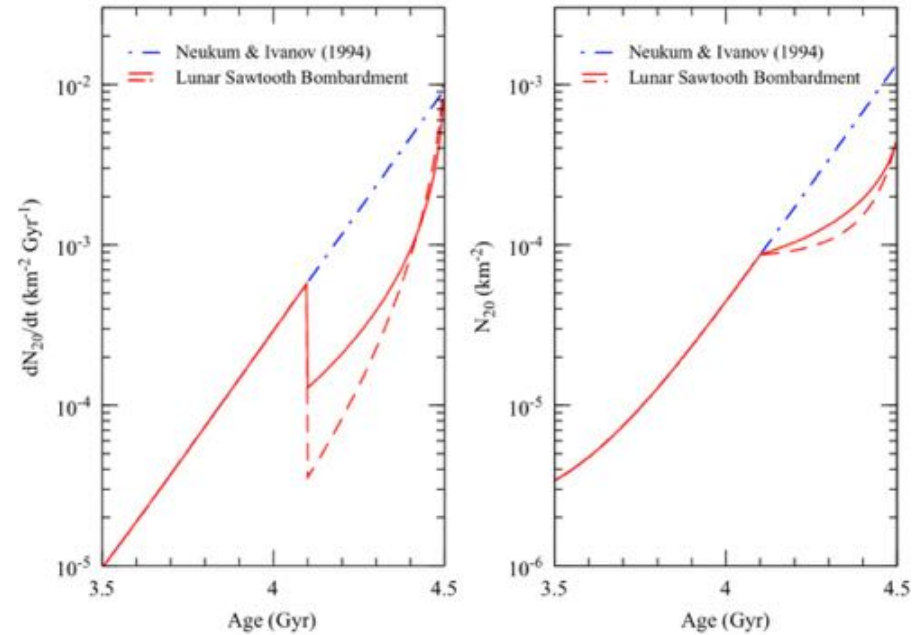 Neukum & Ivanov (1994)
Lunar Sawtooth Bombardment
10⁻²
10⁻³
10⁻⁴
10⁻⁵
dN₂₀/dt (km⁻² Gyr⁻¹)
3.5
4
4.5
Age (Gyr)
Neukum & Ivanov (1994)
Lunar Sawtooth Bombardment
10⁻³
10⁻⁴
10⁻⁵
10⁻⁶
N₂₀ (km⁻²)
3.5
4
4.5
Age (Gyr)